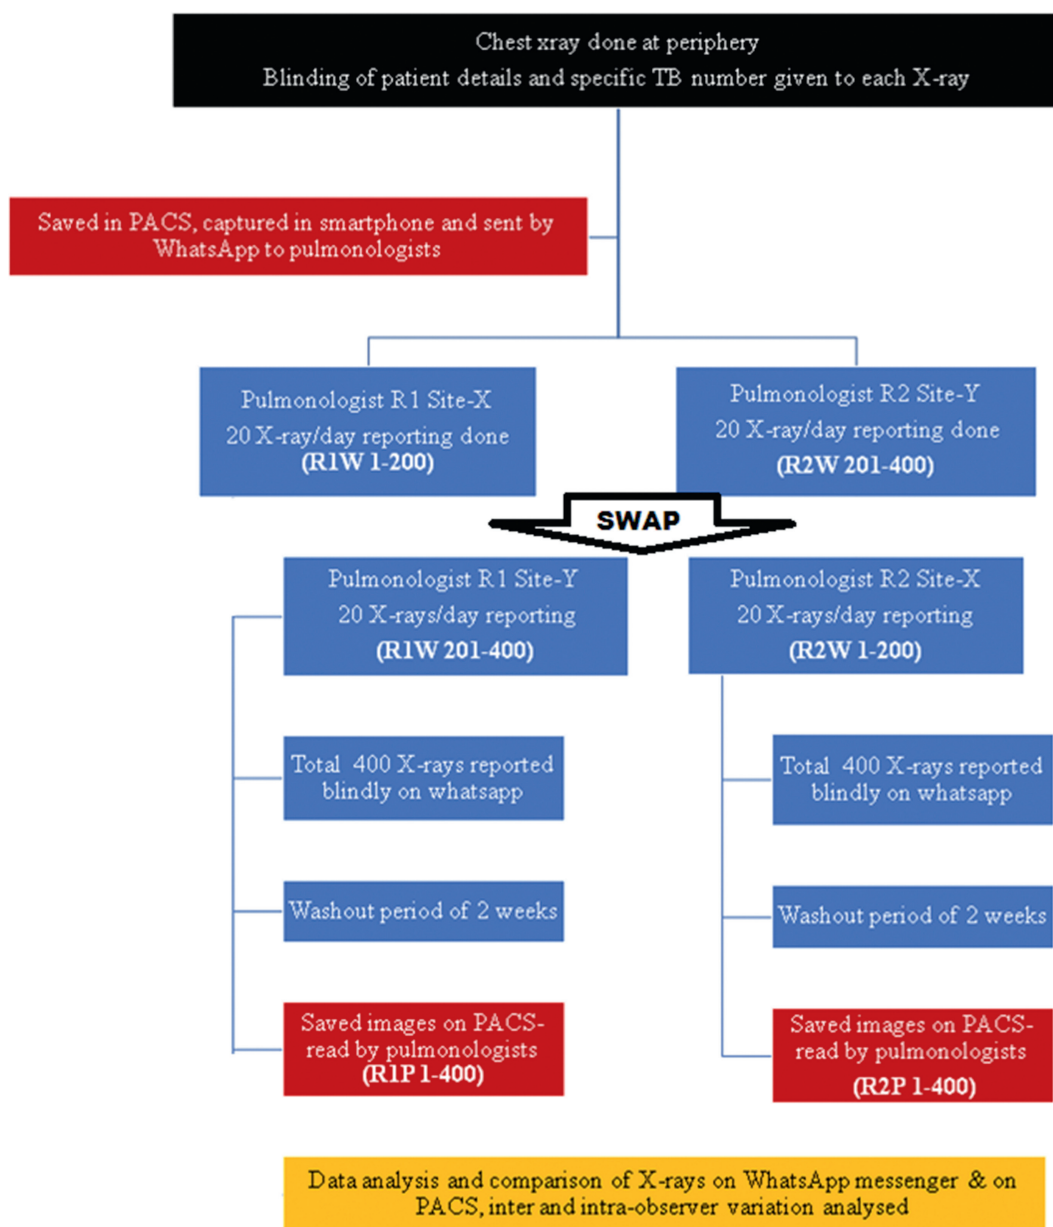 Chest xray done at periphery
Blinding of patient details and specific TB number given to each X-ray
Saved in PACS, captured in smartphone and sent by
WhatsApp to pulmonologists
Pulmonologist R1 Site-X
20 X-ray/day reporting done
(R1W 1-200)
Pulmonologist R2 Site-Y
20 X-ray/day reporting done
(R2W 201-400)
SWAP
Pulmonologist R1 Site-Y
20 X-rays/day reporting
(R1W 201-400)
Pulmonologist R2 Site-X
20 X-rays/day reporting
(R2W 1-200)
Total 400 X-rays reported
blindly on whatsapp
Total 400 X-rays reported
blindly on whatsapp
Washout period of 2 weeks
Washout period of 2 weeks
Saved images on PACS-
read by pulmonologists
(R1P 1-400)
Saved images on PACS-
read by pulmonologists
(R2P 1-400)
Data analysis and comparison of X-rays on WhatsApp messenger & on
PACS, inter and intra-observer variation analysed